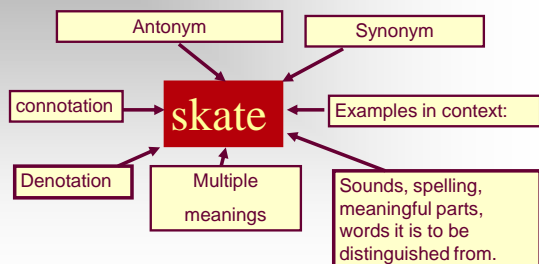 Antonym
Synonym
connotation
skate
Examples in context:
Denotation
Multiple
meanings
Sounds, spelling,
meaningful parts,
words it is to be
distinguished from.